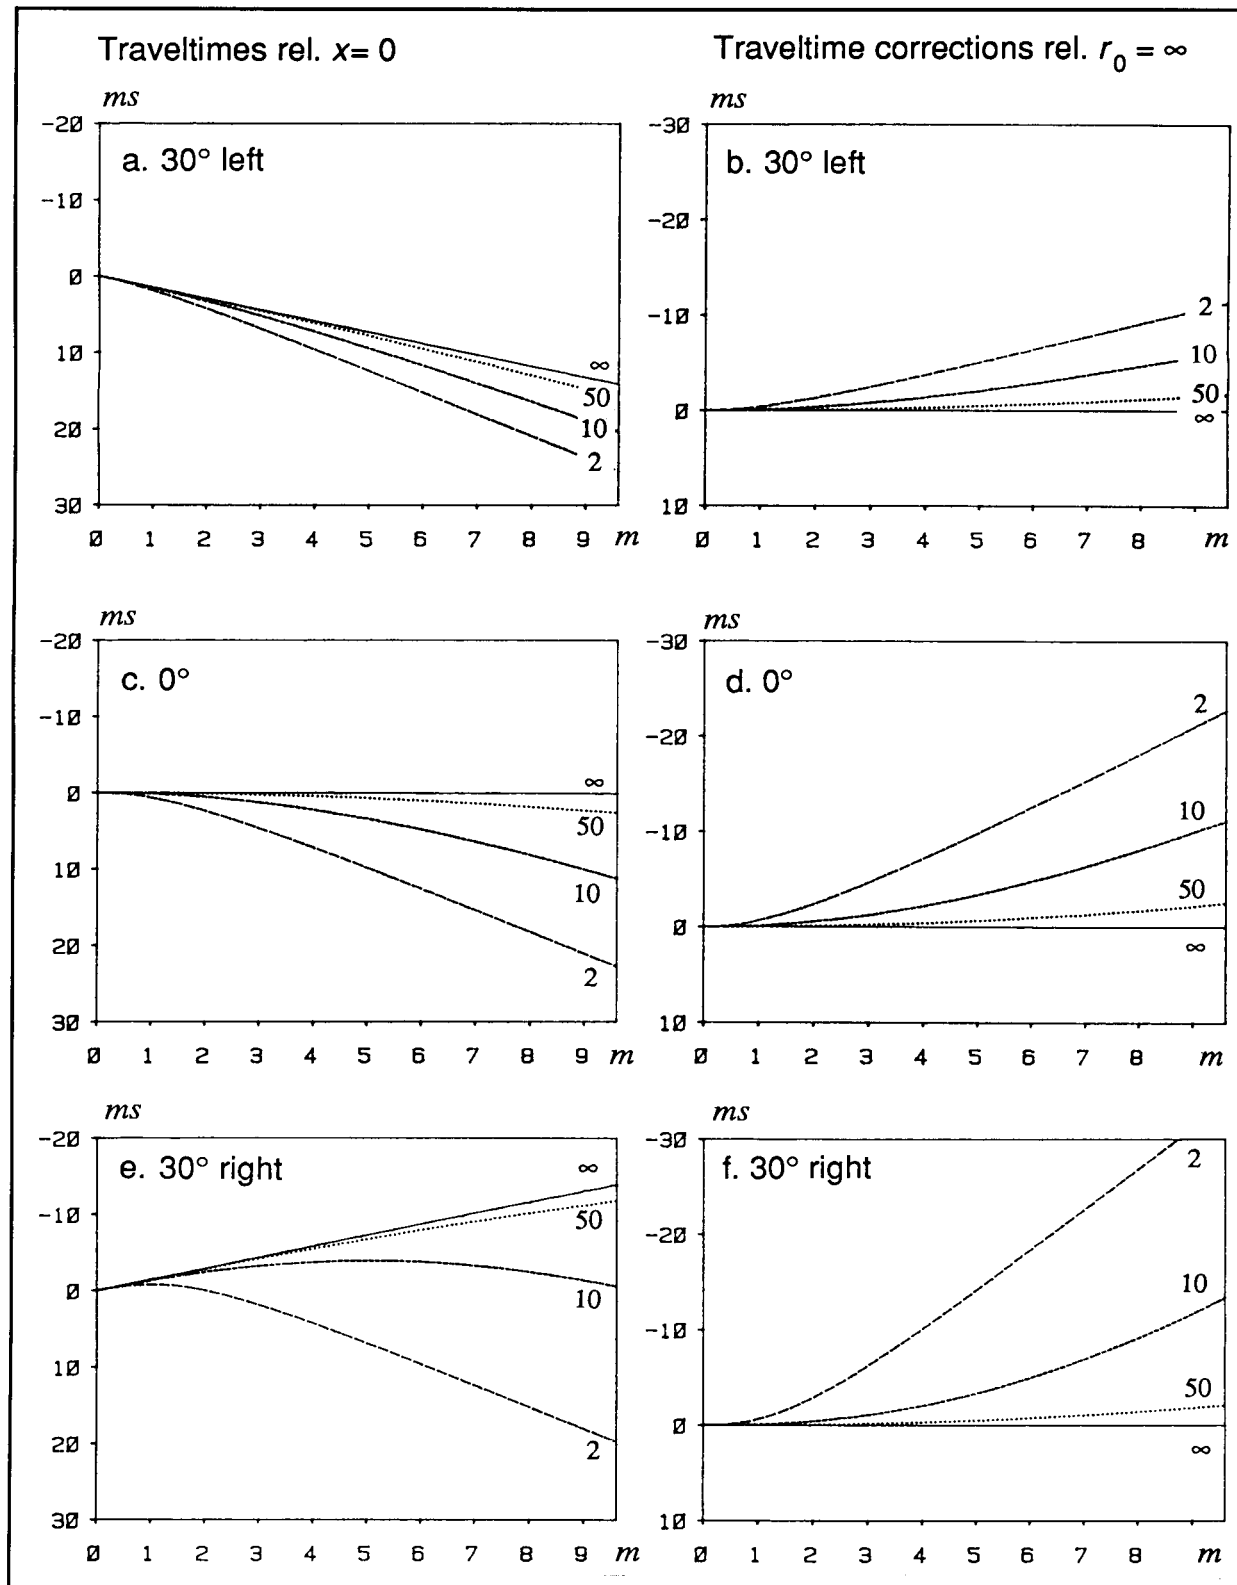 Traveltimes rel. x= 0
Traveltime corrections rel. r0 = ∞
ms
-20
-10
0
10
20
30
a. 30° left
∞
50
10
2
0 1 2 3 4 5 6 7 8 9 m
ms
-30
-20
-10
0
10
b. 30° left
2
10
50
∞
0 1 2 3 4 5 6 7 8 m
ms
-20
-10
0
10
20
30
c. 0°
∞
50
10
2
0 1 2 3 4 5 6 7 8 9 m
ms
-30
-20
-10
0
10
d. 0°
2
10
50
∞
0 1 2 3 4 5 6 7 8 m
ms
-20
-10
0
10
20
30
e. 30° right
∞
50
10
2
0 1 2 3 4 5 6 7 8 9 m
ms
-30
-20
-10
0
10
f. 30° right
2
10
50
∞
0 1 2 3 4 5 6 7 8 m